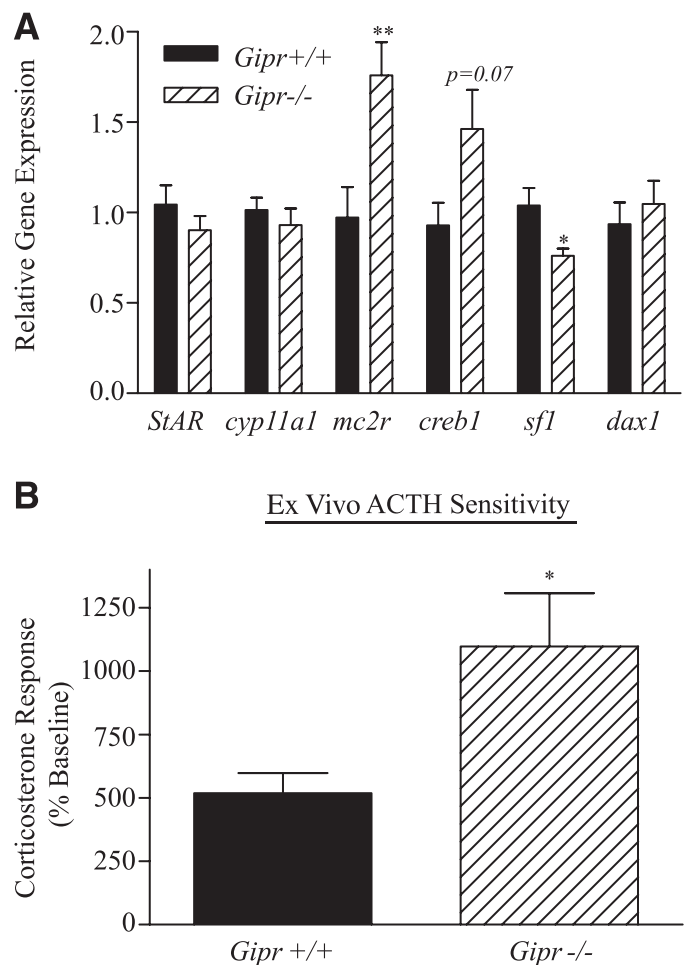 A
Relative Gene Expression
2.0
1.5
1.0
0.5
0.0
Gipr+/+
Gipr-/-
**
p=0.07
*
StAR cyp11a1 mc2r creb1 sf1 dax1
B
Ex Vivo ACTH Sensitivity
Corticosterone Response
(% Baseline)
1250
1000
750
500
250
0
*
Gipr +/+ Gipr -/-